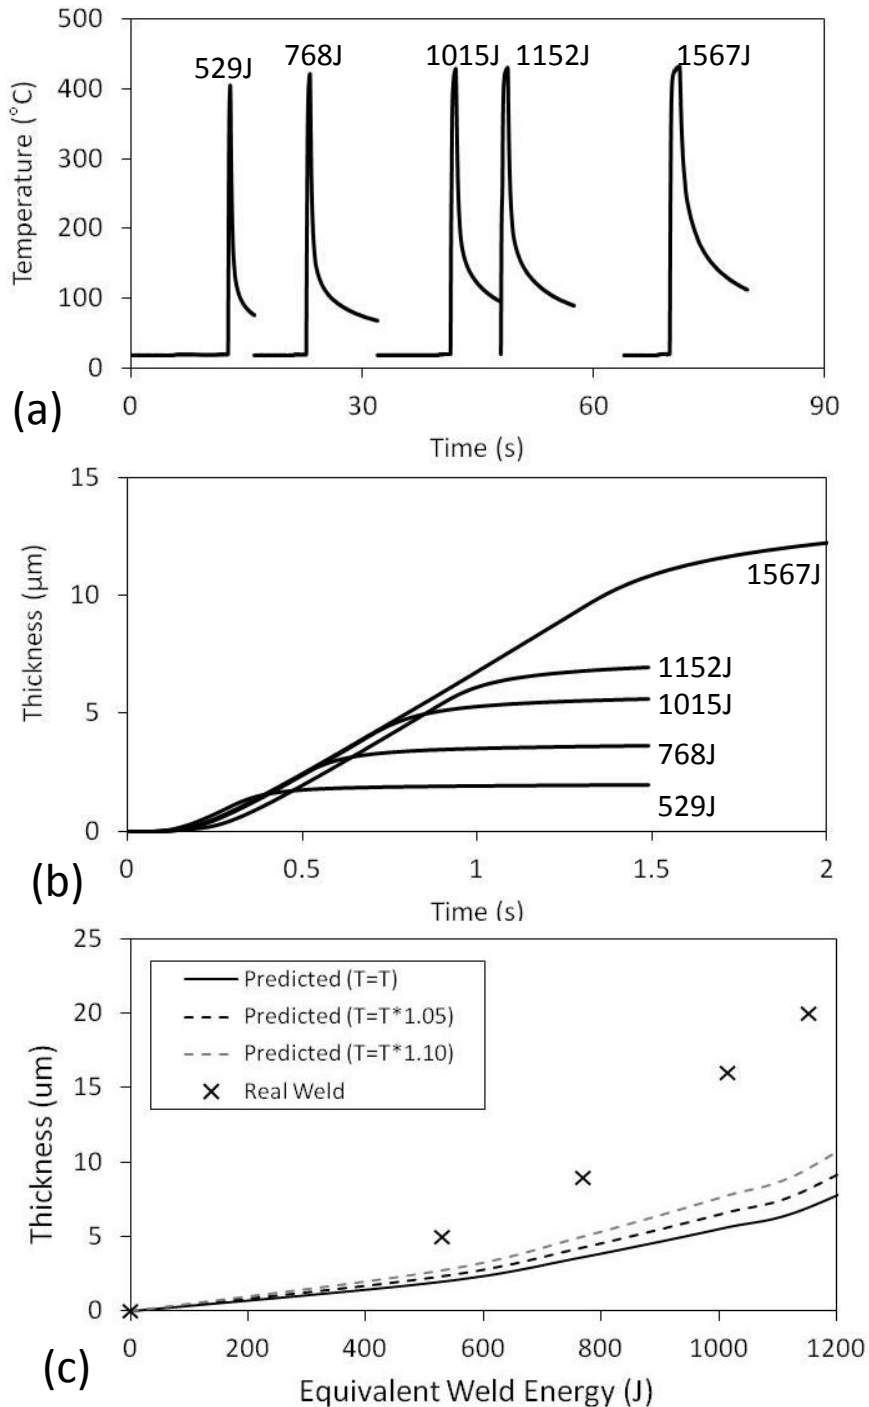 500
400
300
200
100
0
Temperature (°C)
529J
768J
1015J
1152J
1567J
0
30
60
90
Time (s)
(a)
15
10
5
0
Thickness (µm)
1567J
1152J
1015J
768J
529J
0
0.5
1
1.5
2
Time (s)
(b)
25
20
15
10
5
0
Thickness (um)
Predicted (T=T)
Predicted (T=T*1.05)
Predicted (T=T*1.10)
Real Weld
0
200
400
600
800
1000
1200
Equivalent Weld Energy (J)
(c)